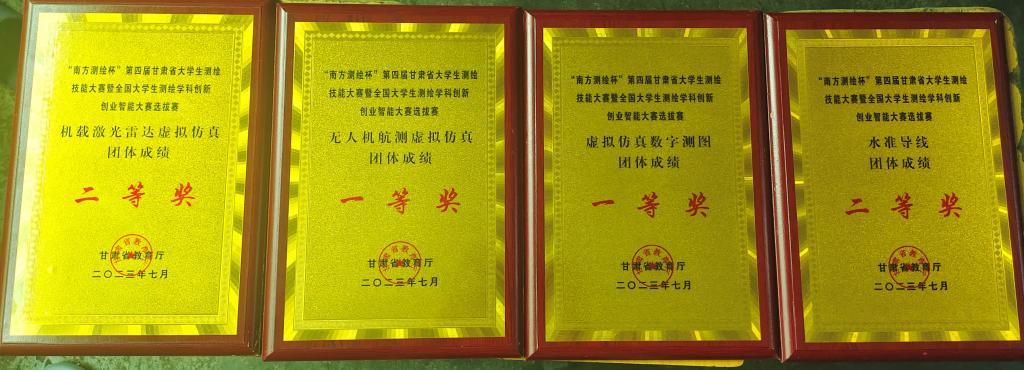 “南方测绘杯”第四届甘肃省大学生测绘
技能大赛暨全国大学生测绘学科创新
创业智能大赛选拔赛
机载激光雷达虚拟仿真
团体成绩
二等奖
甘肃省教育厅
二〇二三年七月
“南方测绘杯”第四届甘肃省大学生测绘
技能大赛暨全国大学生测绘学科创新
创业智能大赛选拔赛
无人机航测虚拟仿真
团体成绩
一等奖
甘肃省教育厅
二〇二三年七月
“南方测绘杯”第四届甘肃省大学生测绘
技能大赛暨全国大学生测绘学科创新
创业智能大赛选拔赛
虚拟仿真数字测图
团体成绩
一等奖
甘肃省教育厅
二〇二三年七月
“南方测绘杯”第四届甘肃省大学生测绘
技能大赛暨全国大学生测绘学科创新
创业智能大赛选拔赛
水准导线
团体成绩
二等奖
甘肃省教育厅
二〇二三年七月